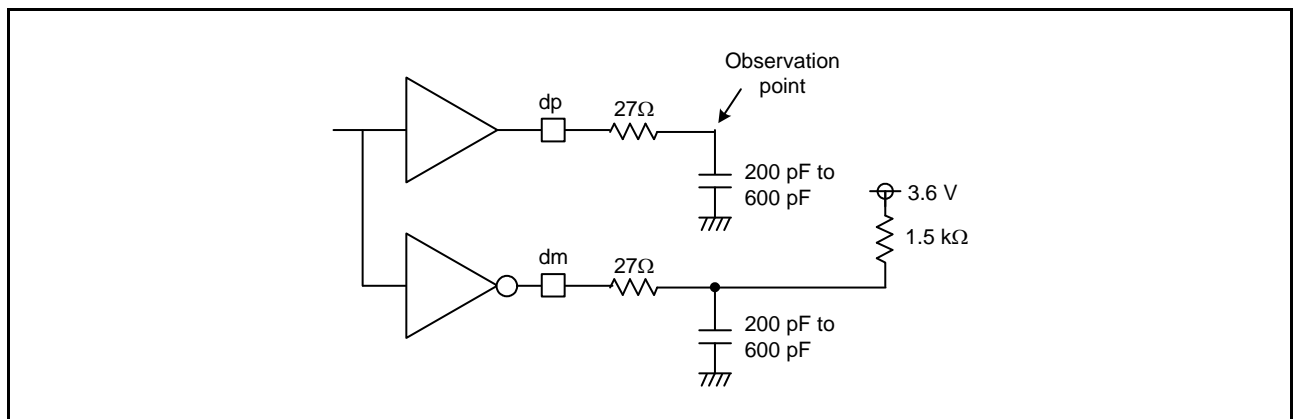 Observation
point
dp
27Ω
200 pF to
600 pF
3.6 V
1.5 kΩ
dm
27Ω
200 pF to
600 pF